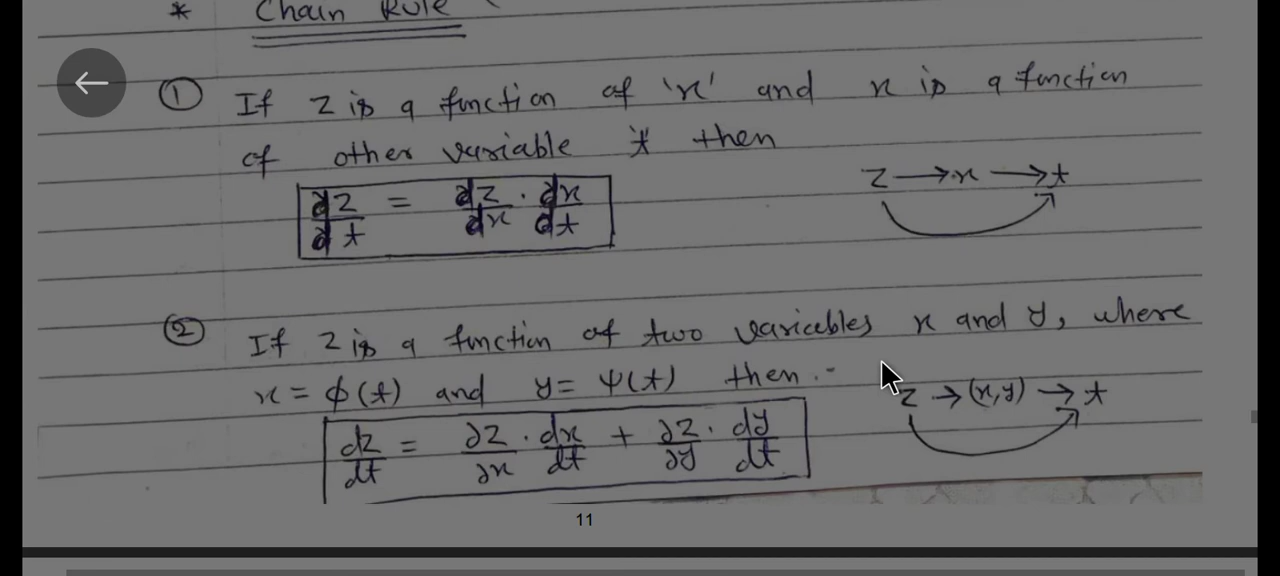 * Chain Rule
① If z is a function of 'x' and x is a function
of other variable 't' then
dz/dt = dz/dx · dx/dt
z → x → t
② If z is a function of two variables x and y, where
x = φ(t) and y = ψ(t) then :-
z → (x,y) → t
dz/dt = ∂z/∂x · dx/dt + ∂z/∂y · dy/dt
11